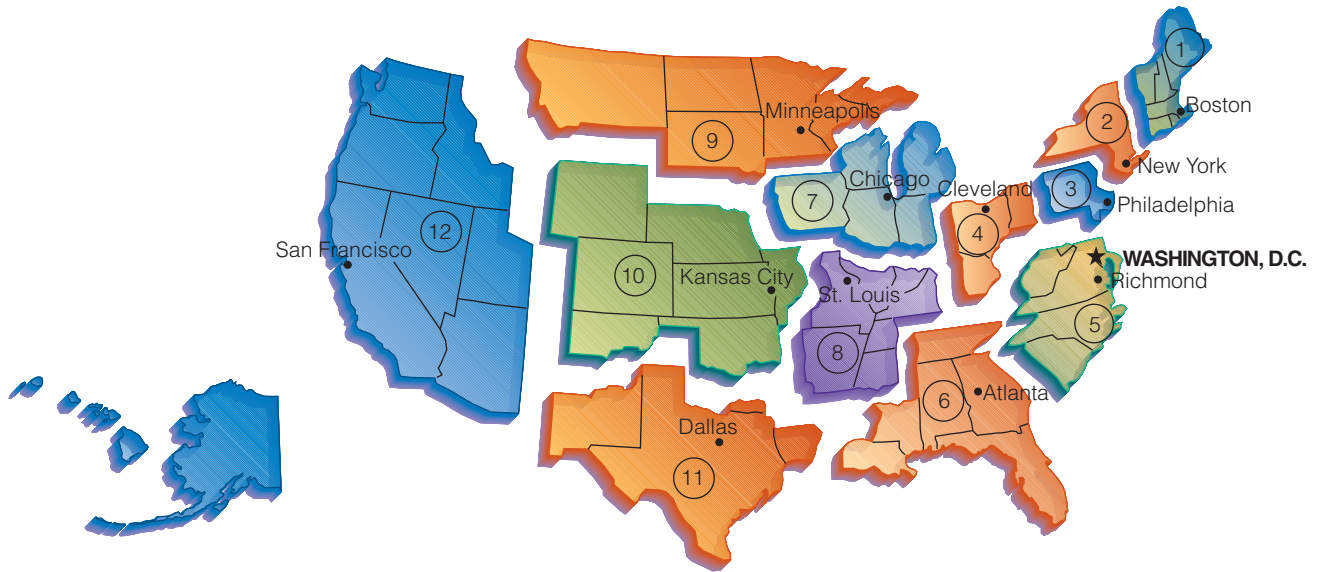 1
Boston
2
New York
3
Philadelphia
Cleveland
4
WASHINGTON, D.C.
Richmond
5
Atlanta
6
Chicago
7
St. Louis
8
Minneapolis
9
Kansas City
10
Dallas
11
San Francisco
12